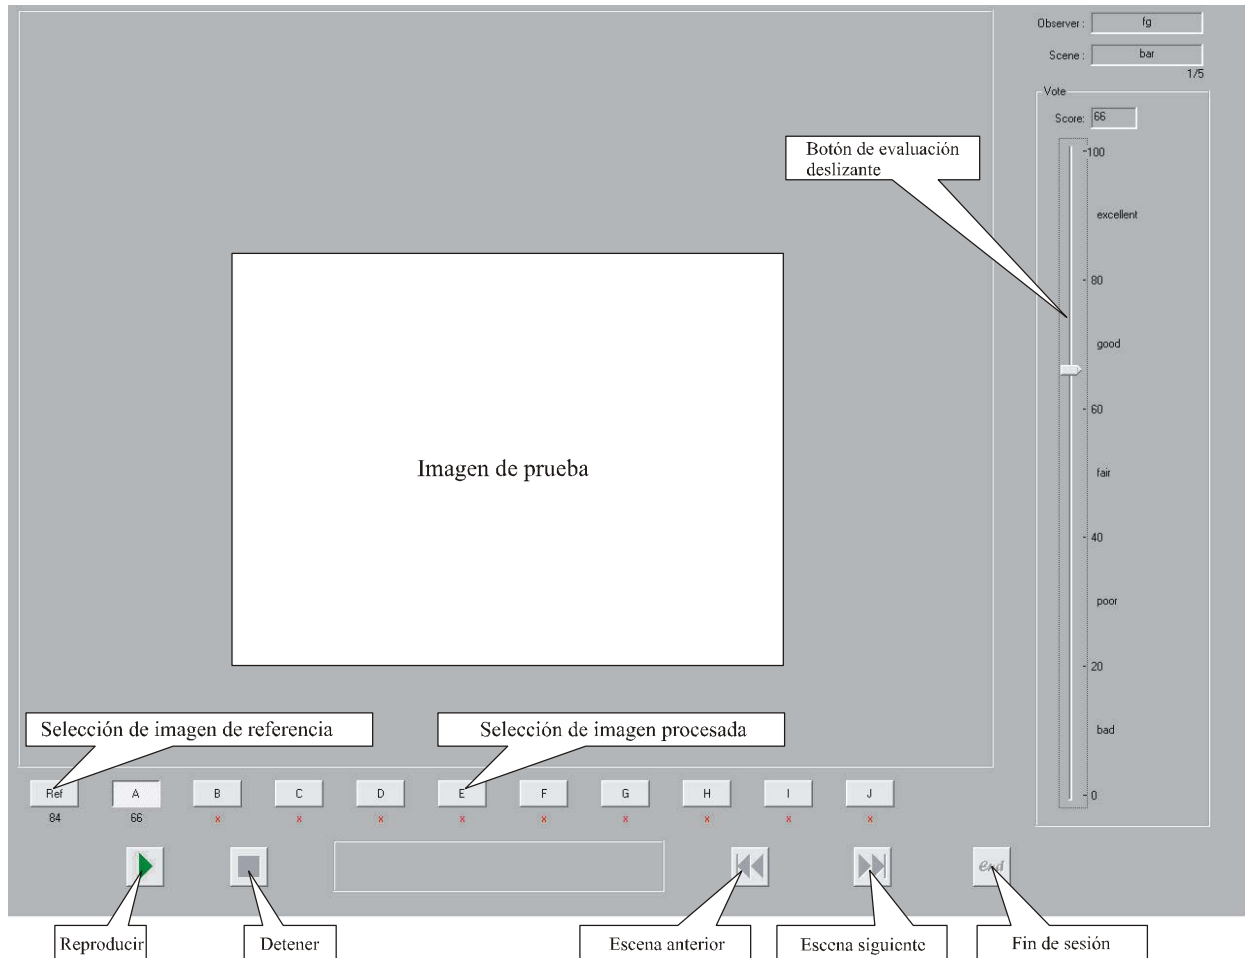 Observer : fg
Scene : bar
1/5
Vote
Score: 66
Botón de evaluación
deslizante
100
excellent
80
good
60
fair
40
poor
20
bad
0
Imagen de prueba
Selección de imagen de referencia
Selección de imagen procesada
Ref A B C D E F G H I J
84 66 x x x x x x x x x
end
Reproducir
Detener
Escena anterior
Escena siguiente
Fin de sesión